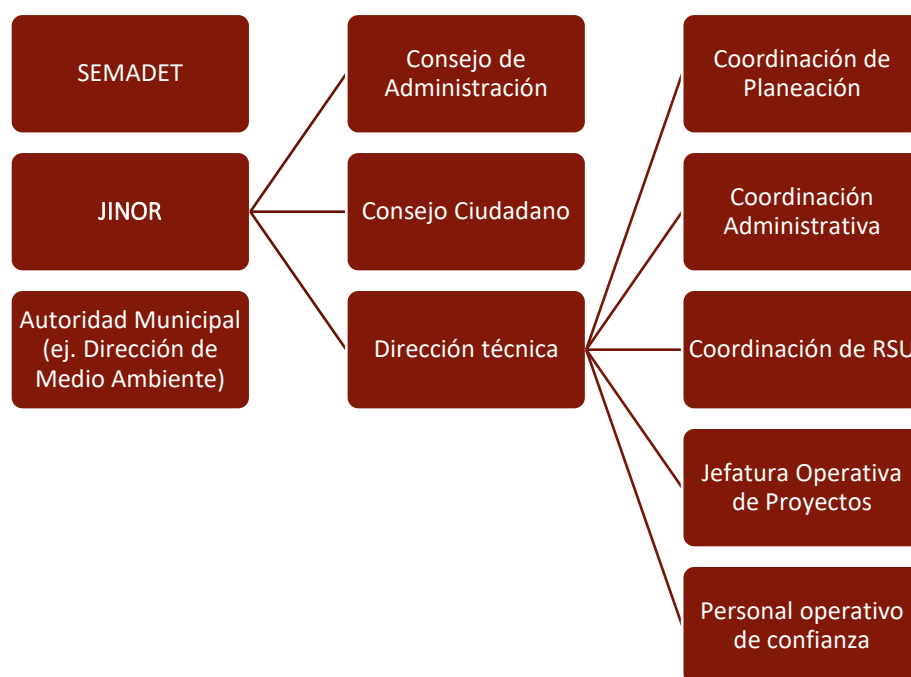 SEMADET
JINOR
Autoridad Municipal
(ej. Dirección de
Medio Ambiente)
Consejo de
Administración
Consejo Ciudadano
Dirección técnica
Coordinación de
Planeación
Coordinación
Administrativa
Coordinación de RSU
Jefatura Operativa
de Proyectos
Personal operativo
de confianza